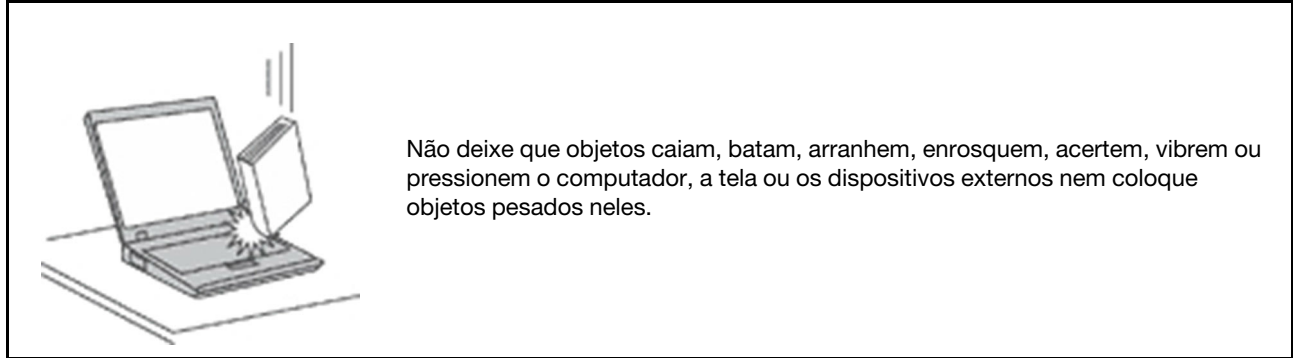 Não deixe que objetos caiam, batam, arranhem, enrosquem, acertem, vibrem ou
pressionem o computador, a tela ou os dispositivos externos nem coloque
objetos pesados neles.